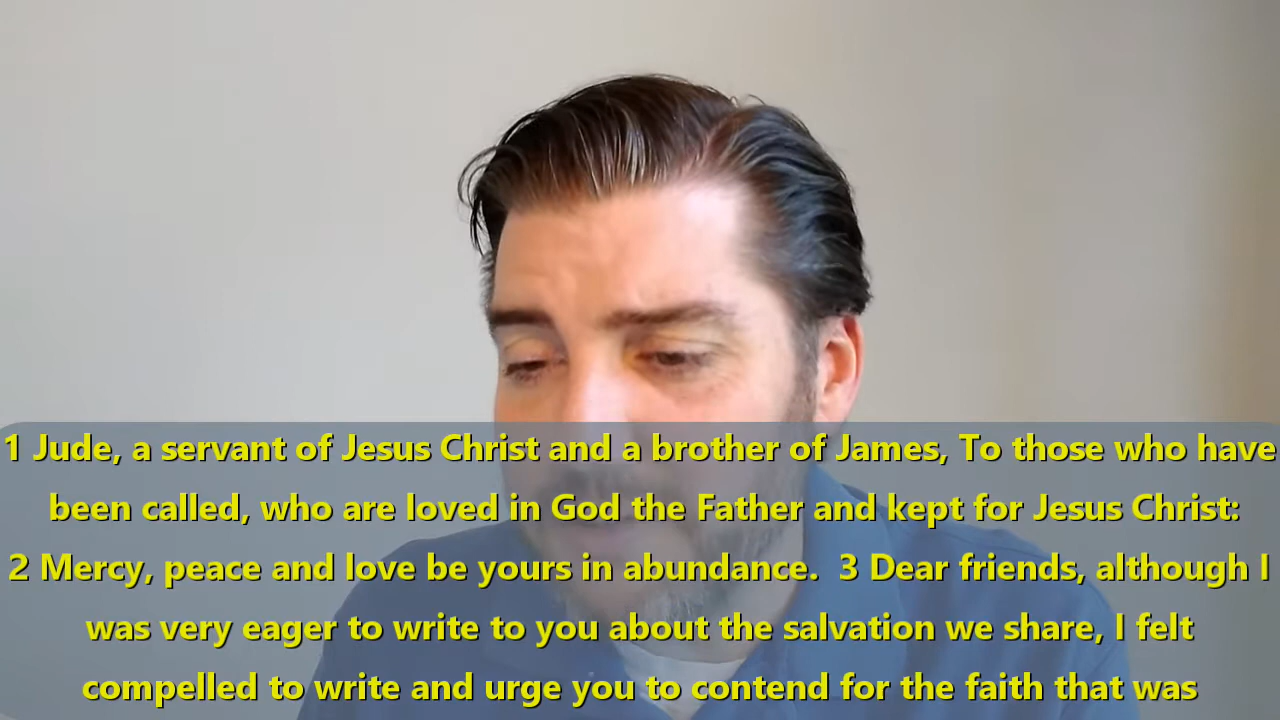 1 Jude, a servant of Jesus Christ and a brother of James, To those who have
been called, who are loved in God the Father and kept for Jesus Christ:
2 Mercy, peace and love be yours in abundance. 3 Dear friends, although I
was very eager to write to you about the salvation we share, I felt
compelled to write and urge you to contend for the faith that was